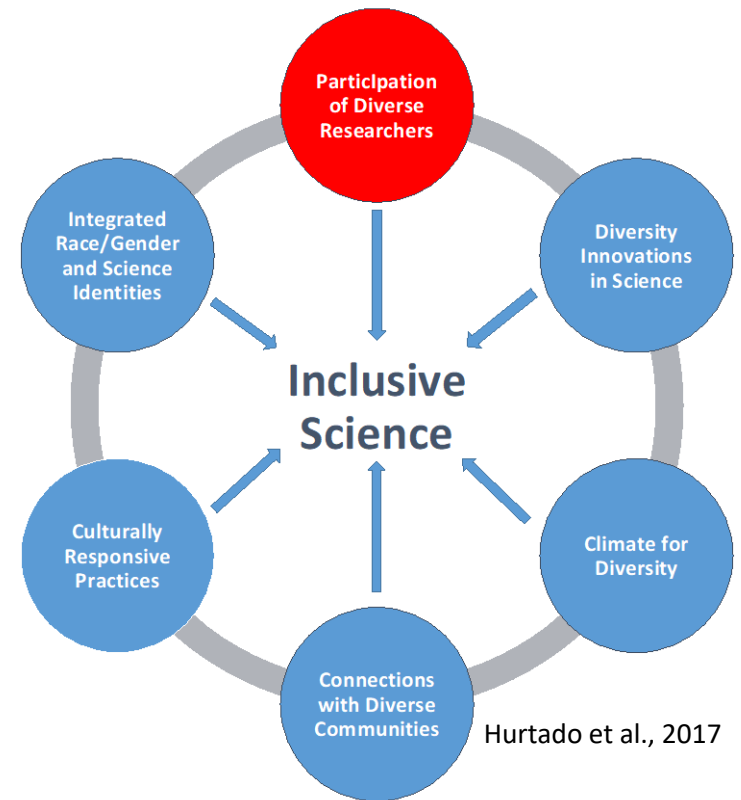 ParticIpation
of Diverse
Researchers
Integrated
Race/Gender
and Science
Identities
Diversity
Innovations
in Science
Inclusive
Science
Culturally
Responsive
Practices
Climate for
Diversity
Connections
with Diverse
Communities
Hurtado et al., 2017